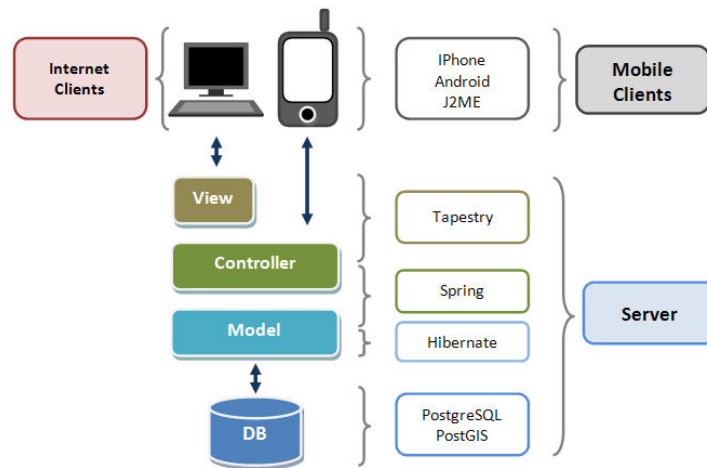 Internet
Clients
IPhone
Android
J2ME
Mobile
Clients
View
Tapestry
Controller
Spring
Server
Model
Hibernate
DB
PostgreSQL
PostGIS